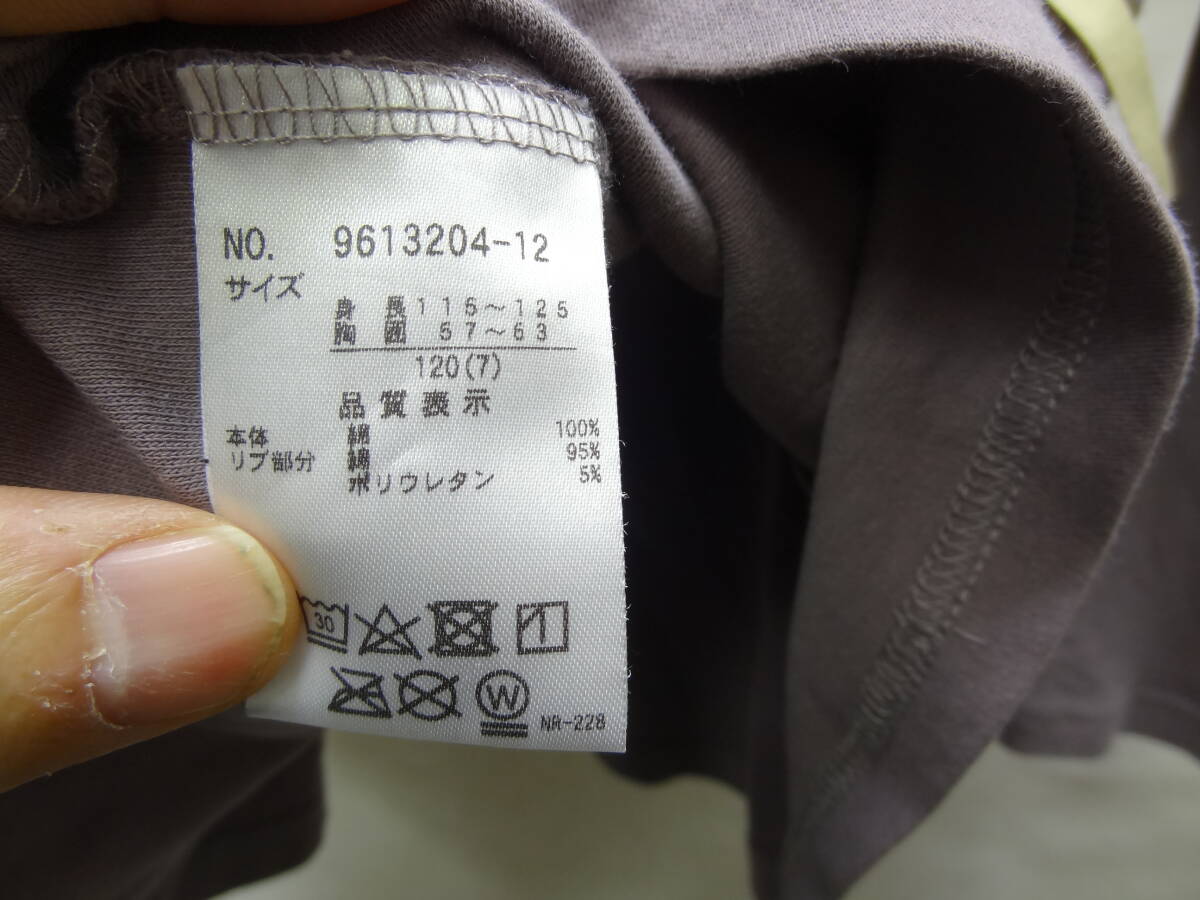 NO. 9613204-12
サイズ
身 長 115～125
胸 囲 57～63
120(7)
品質表示
本体 綿 100%
リブ部分 綿 95%
ポリウレタン 5%
30
W
NR-228